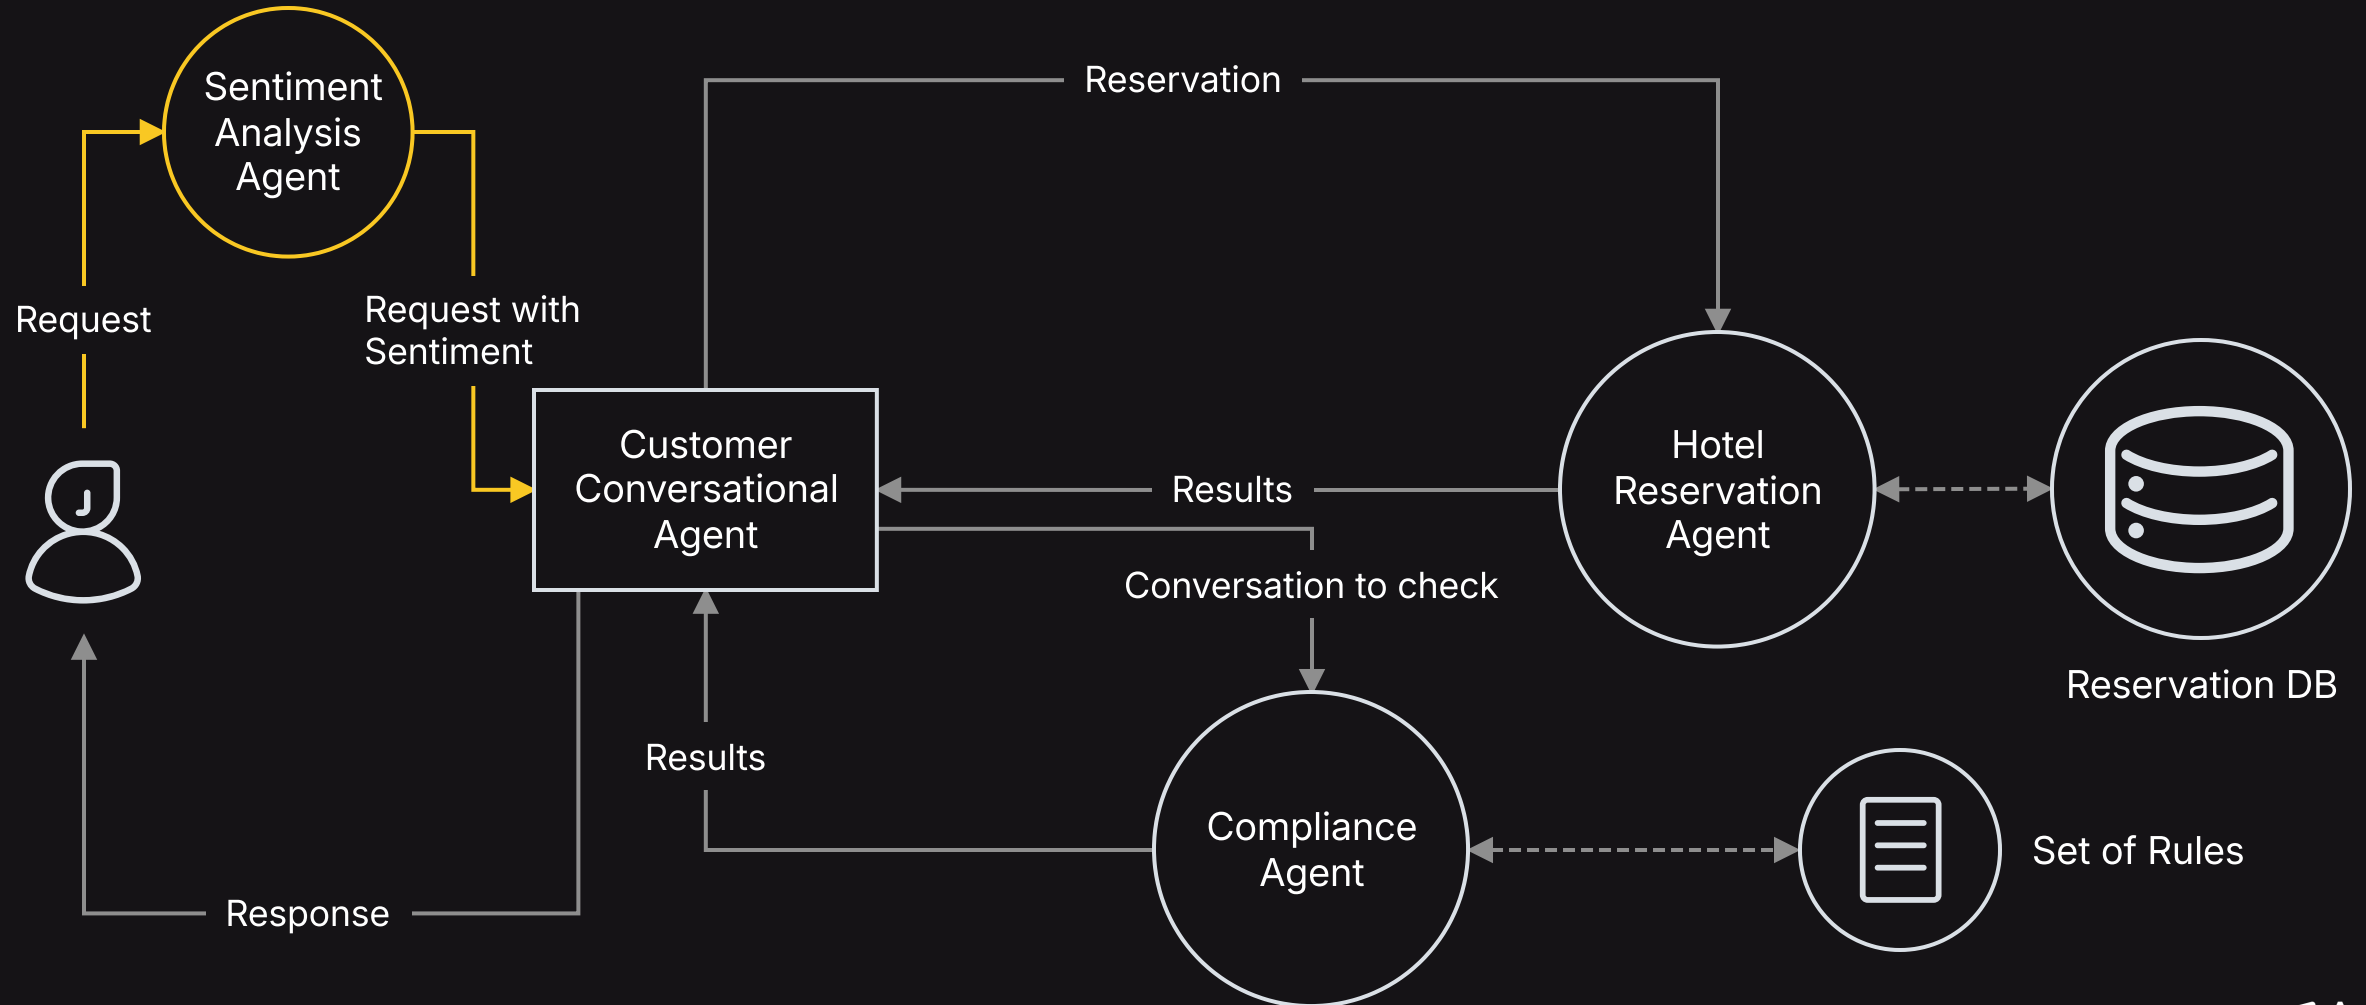 Sentiment
Analysis
Agent
Reservation
Request
Request with
Sentiment
Customer
Conversational
Agent
Results
Hotel
Reservation
Agent
Conversation to check
Reservation DB
Results
Compliance
Agent
Set of Rules
Response